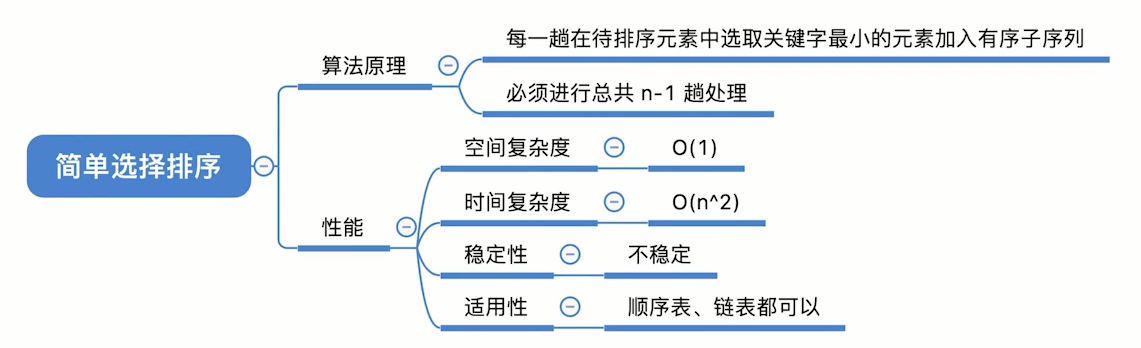 简单选择排序
算法原理
每一趟在待排序元素中选取关键字最小的元素加入有序子序列
必须进行总共 n-1 趟处理
性能
空间复杂度
O(1)
时间复杂度
O(n^2)
稳定性
不稳定
适用性
顺序表、链表都可以